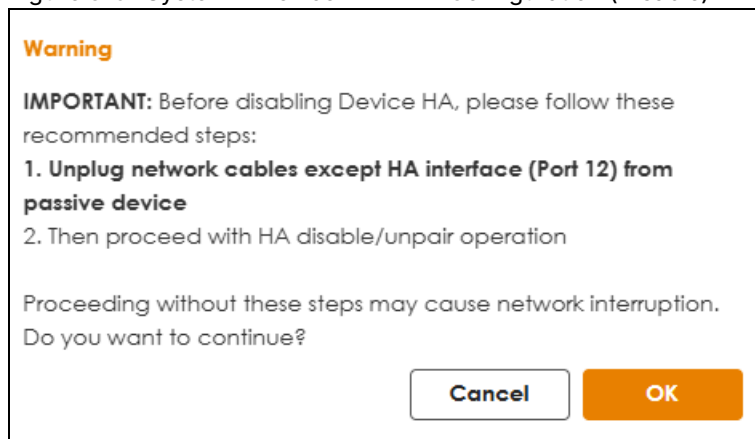 Warning
IMPORTANT: Before disabling Device HA, please follow these
recommended steps:
1. Unplug network cables except HA interface (Port 12) from
passive device
2. Then proceed with HA disable/unpair operation
Proceeding without these steps may cause network interruption.
Do you want to continue?
Cancel
OK